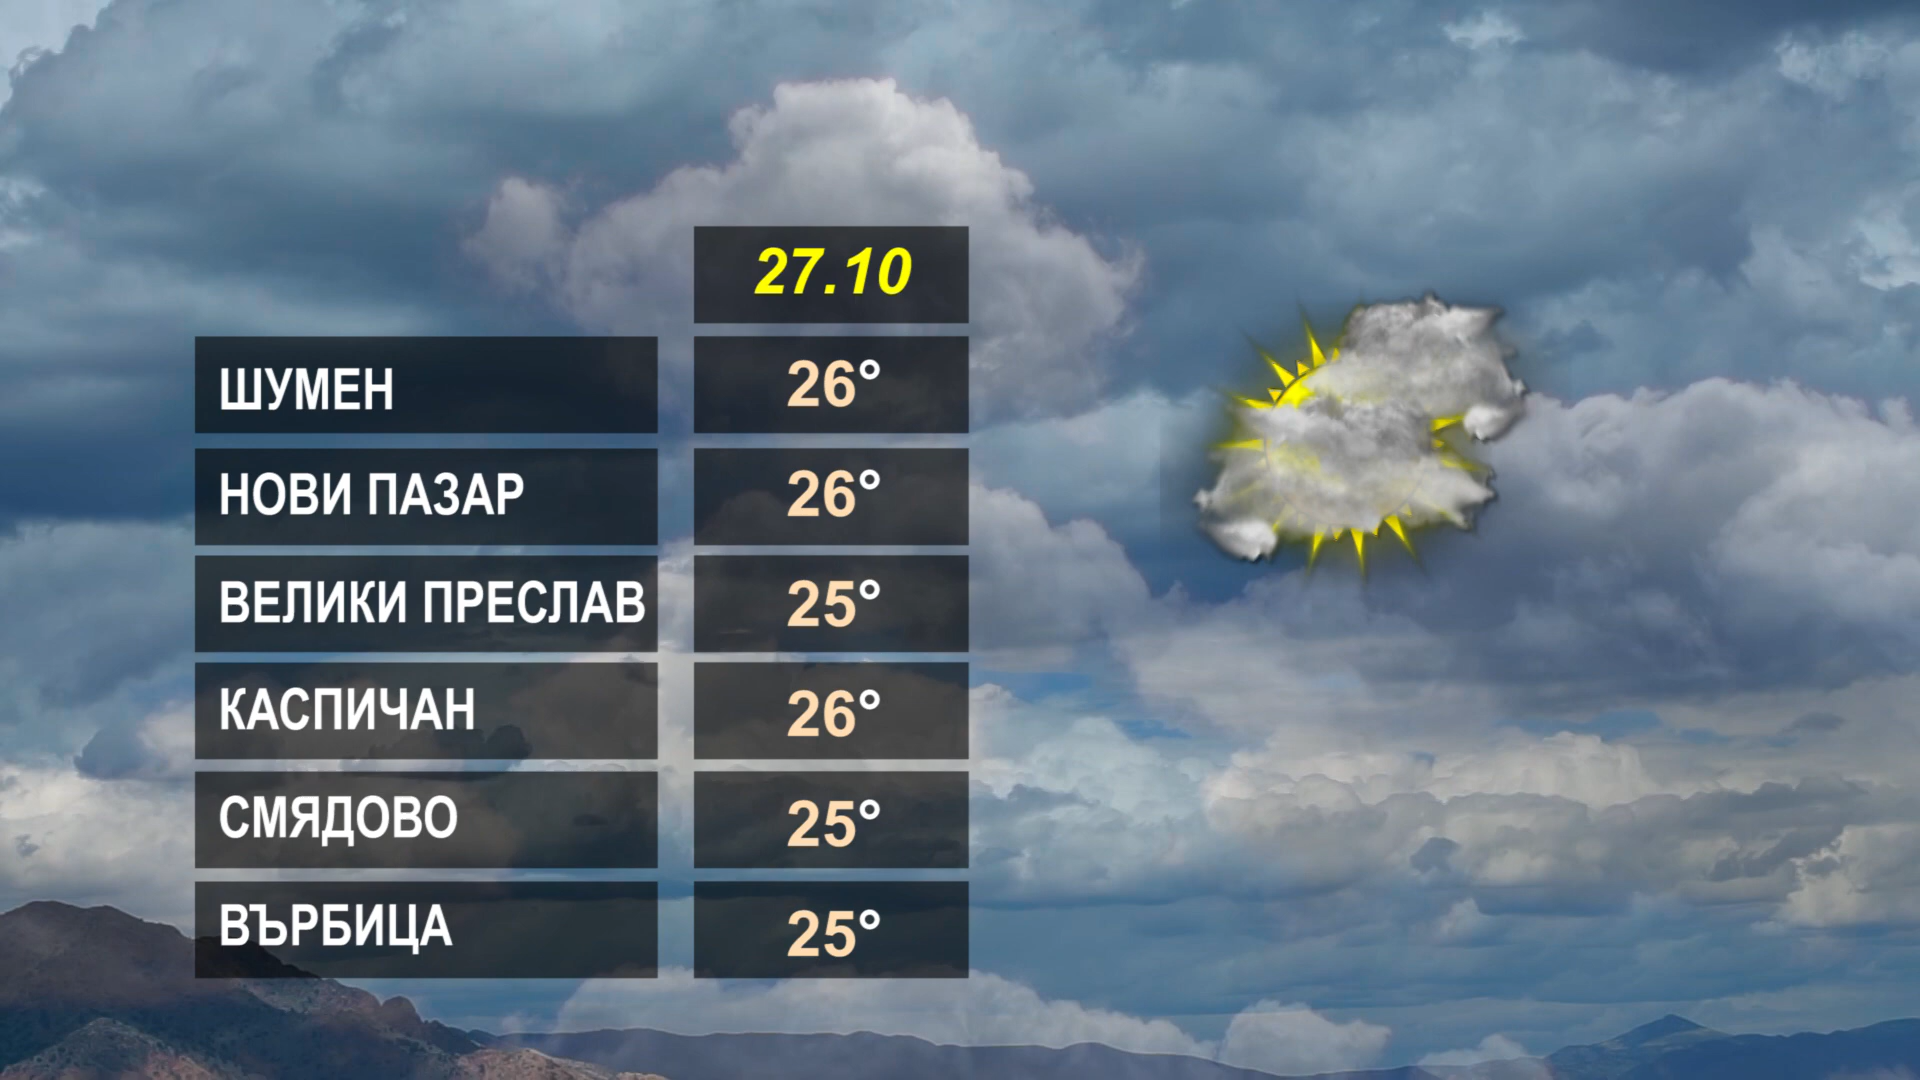 27.10
ШУМЕН 26°
НОВИ ПАЗАР 26°
ВЕЛИКИ ПРЕСЛАВ 25°
КАСПИЧАН 26°
СМЯДОВО 25°
ВЪРБИЦА 25°